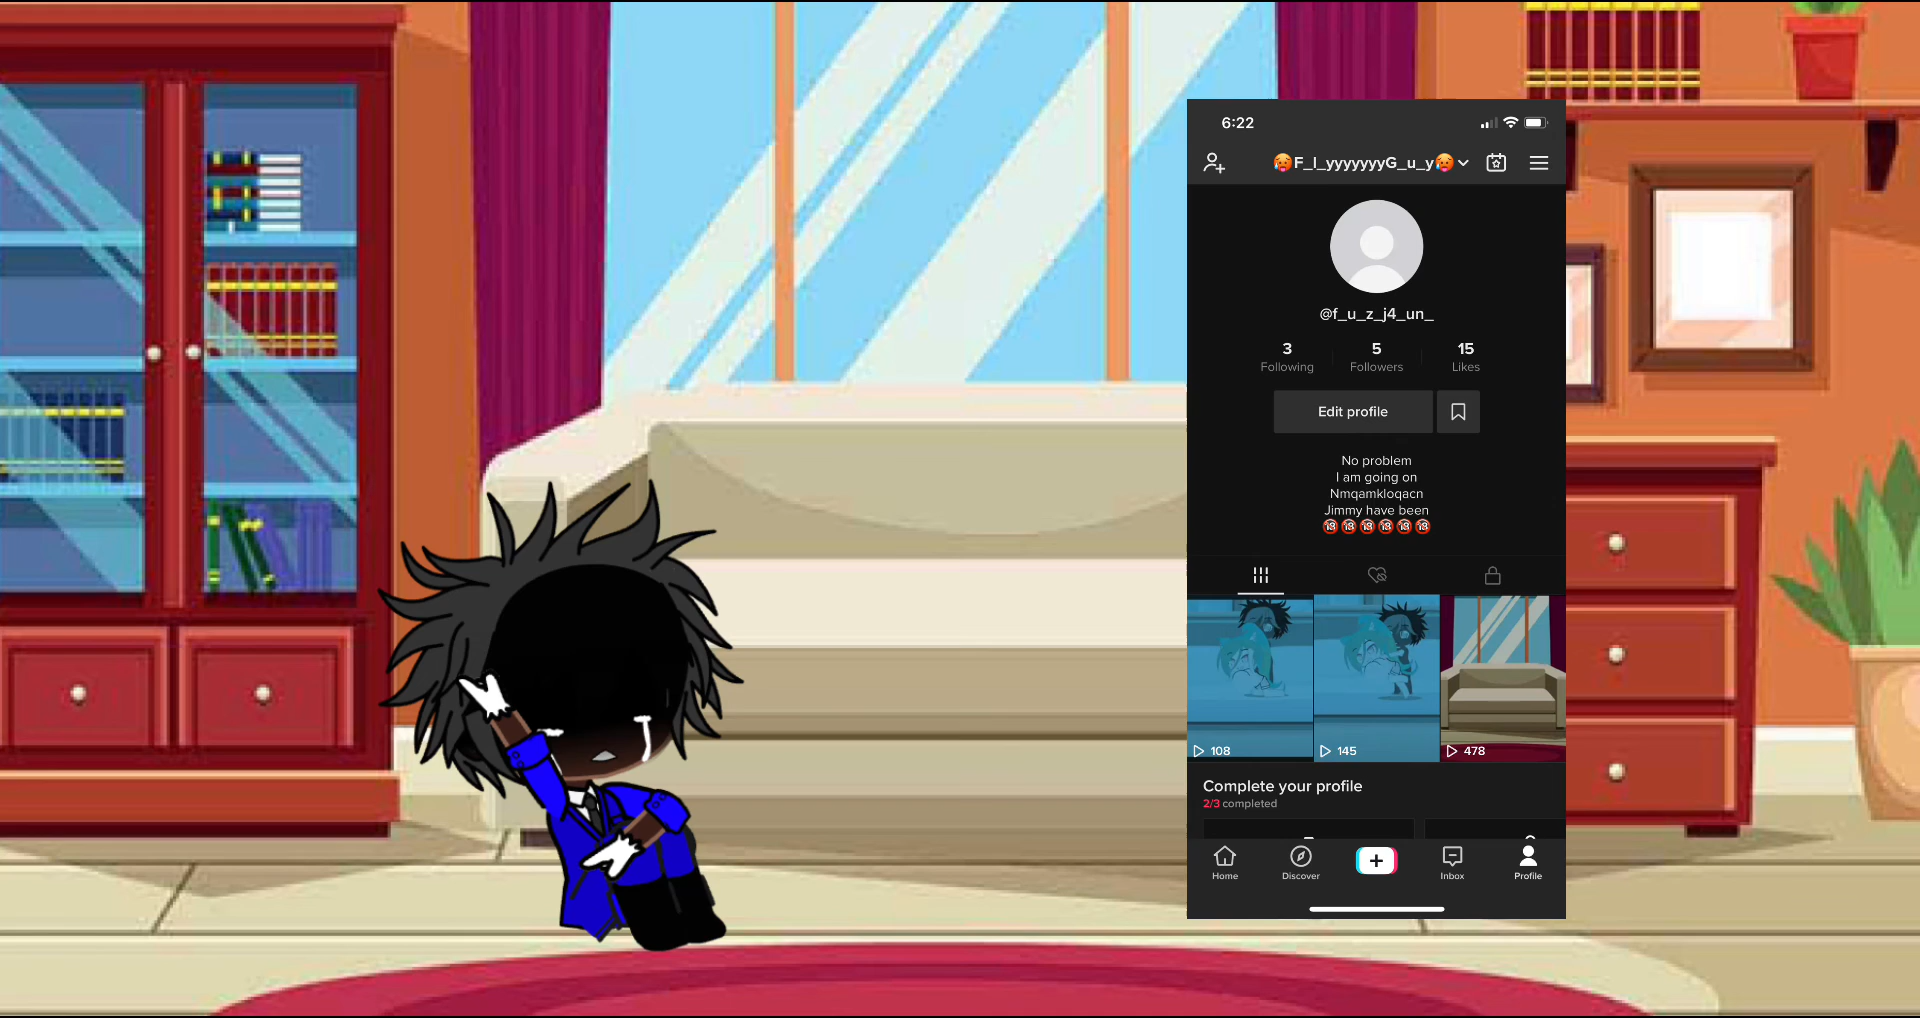 6:22
🥵F_l_yyyyyyyG_u_y🥵
@f_u_z_j4_un_
3 5 15
Following Followers Likes
Edit profile
No problem
I am going on
Nmqamkloqacn
Jimmy have been
🔞🔞🔞🔞🔞🔞
108 145 478
Complete your profile
2/3 completed
Home Discover Inbox Profile